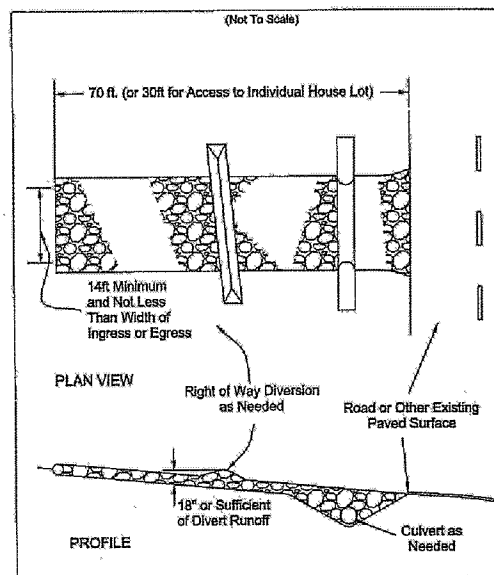 (Not To Scale)
70 ft. (or 30ft for Access to Individual House Lot)
14ft Minimum
and Not Less
Than Width of
Ingress or Egress
PLAN VIEW
Right of Way Diversion
as Needed
Road or Other Existing
Paved Surface
18" or Sufficient
of Divert Runoff
Culvert as
Needed
PROFILE